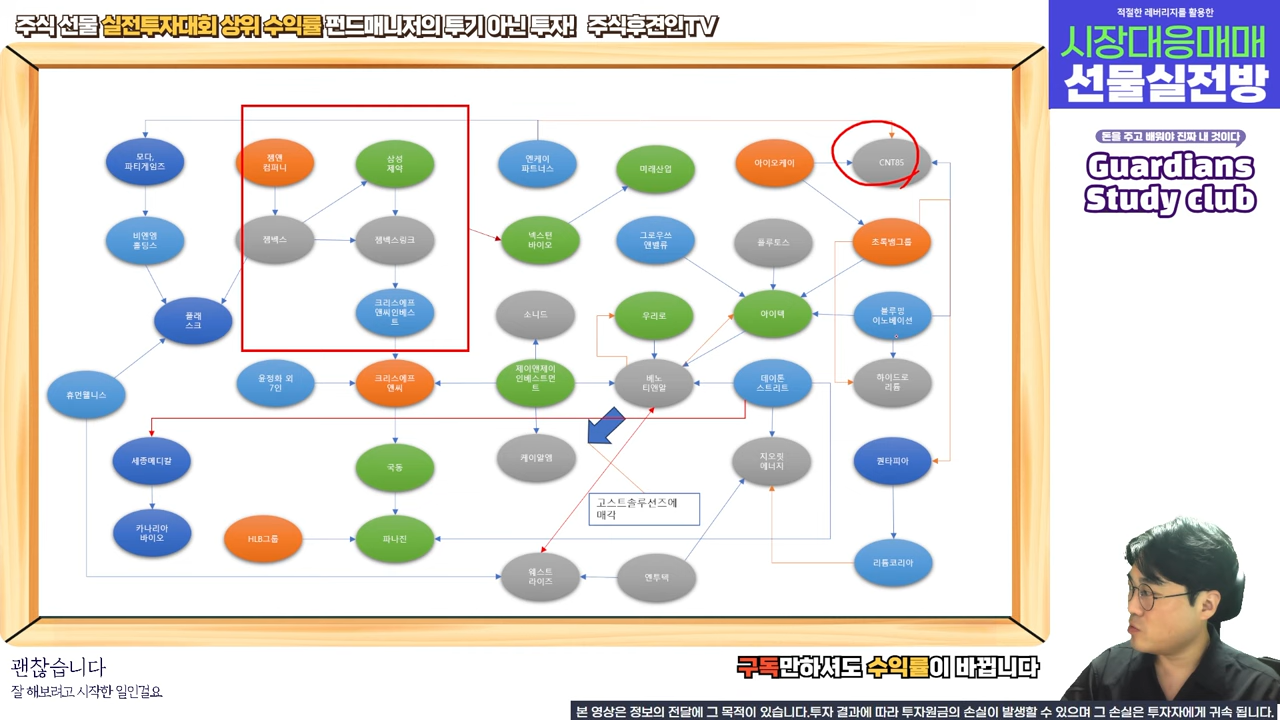 주식 선물 실전투자대회 상위 수익률 펀드매니저의 투기 아닌 투자! 주식후견인TV
적절한 레버리지를 활용한
시장대응매매
선물실전방
돈을 주고 배워야 진짜 내 것이다
Guardians
Study club
모다,
파티게임즈
젬앤
컴퍼니
삼성
제약
엔케이
파트너스
미래산업
아이오케이
CNT85
비엔엠
홀딩스
젬백스
젬백스링크
넥스턴
바이오
그로우쓰
앤밸류
플루토스
초록뱀그룹
플래
스크
크리스에프
앤씨인베스
트
소니드
우리로
아이텍
블루밍
이노베이션
휴먼웰니스
윤정화 외
7인
크리스에프
앤씨
제이앤제이
인베스트먼
트
베노
티앤알
데이톤
스트리트
하이드로
리튬
세종메디칼
국동
케이알엠
지오릿
에너지
퀀타피아
고스트솔루션즈에
매각
카나리아
바이오
HLB그룹
파나진
웨스트
라이즈
앤투텍
리튬코리아
괜찮습니다
잘 해보려고 시작한 일인걸요
구독만하셔도 수익률이 바뀝니다
본 영상은 정보의 전달에 그 목적이 있습니다.투자 결과에 따라 투자원금의 손실이 발생할 수 있으며 그 손실은 투자자에게 귀속 됩니다.